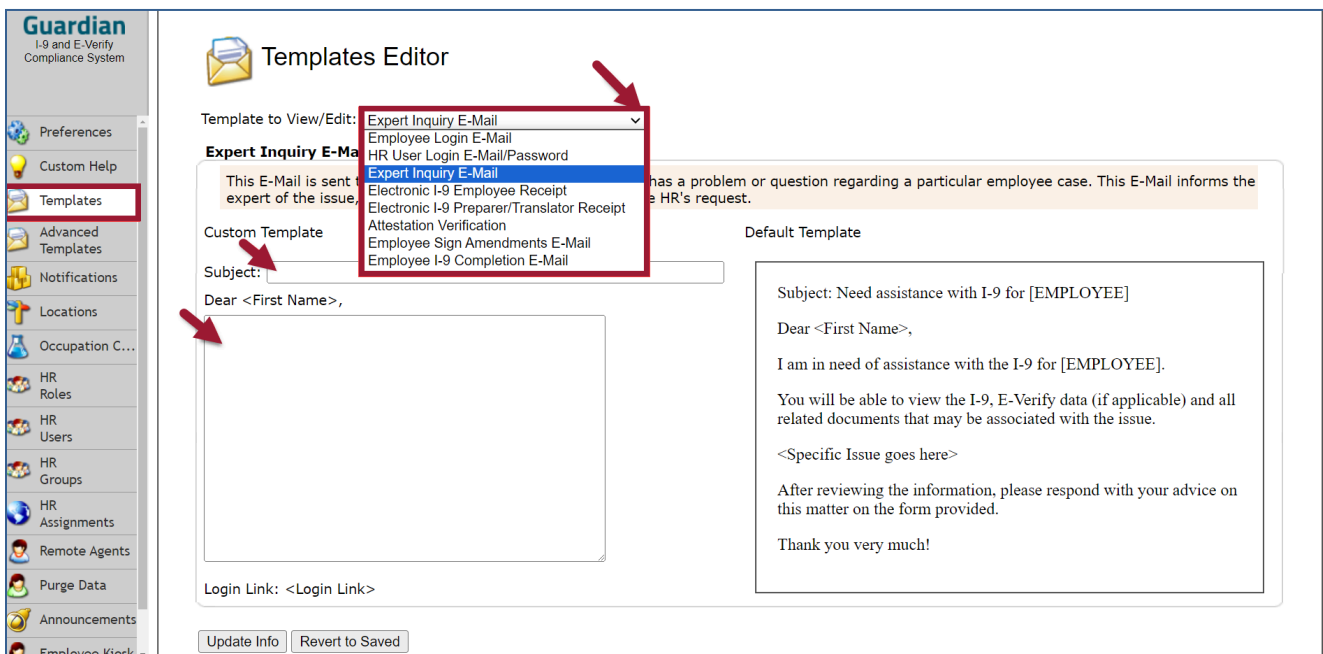 Guardian
I-9 and E-Verify
Compliance System
Preferences
Custom Help
Templates
Advanced
Templates
Notifications
Locations
Occupation C...
HR
Roles
HR
Users
HR
Groups
HR
Assignments
Remote Agents
Purge Data
Announcements
Employee Kiosk
Templates Editor
Template to View/Edit: Expert Inquiry E-Mail
Employee Login E-Mail
HR User Login E-Mail/Password
Expert Inquiry E-Mail
Electronic I-9 Employee Receipt
Electronic I-9 Preparer/Translator Receipt
Attestation Verification
Employee Sign Amendments E-Mail
Employee I-9 Completion E-Mail
Expert Inquiry E-Ma
This E-Mail is sent has a problem or question regarding a particular employee case. This E-Mail informs the
expert of the issue, HR's request.
Custom Template
Subject:
Dear <First Name>,
Login Link: <Login Link>
Update Info Revert to Saved
Default Template
Subject: Need assistance with I-9 for [EMPLOYEE]
Dear <First Name>,
I am in need of assistance with the I-9 for [EMPLOYEE].
You will be able to view the I-9, E-Verify data (if applicable) and all
related documents that may be associated with the issue.
<Specific Issue goes here>
After reviewing the information, please respond with your advice on
this matter on the form provided.
Thank you very much!